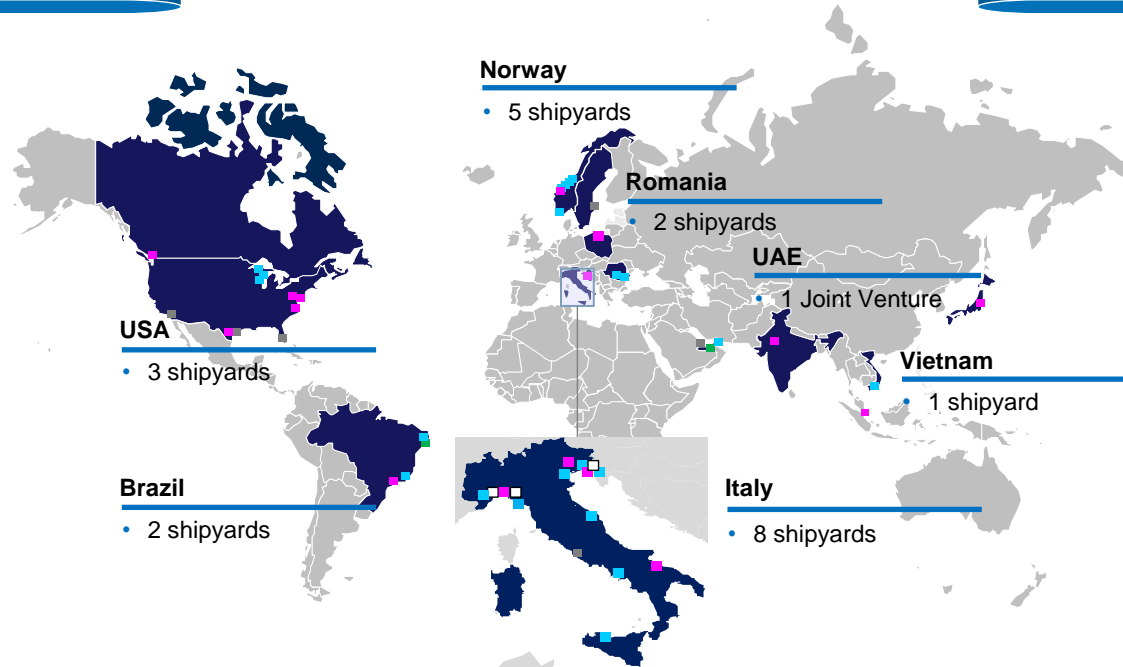 Norway
• 5 shipyards
Romania
• 2 shipyards
UAE
• 1 Joint Venture
USA
• 3 shipyards
Vietnam
• 1 shipyard
Brazil
• 2 shipyards
Italy
• 8 shipyards